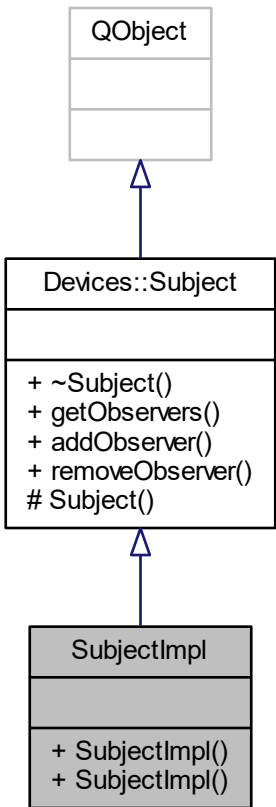 QObject
Devices::Subject
+ ~Subject()
+ getObservers()
+ addObserver()
+ removeObserver()
# Subject()
SubjectImpl
+ SubjectImpl()
+ SubjectImpl()